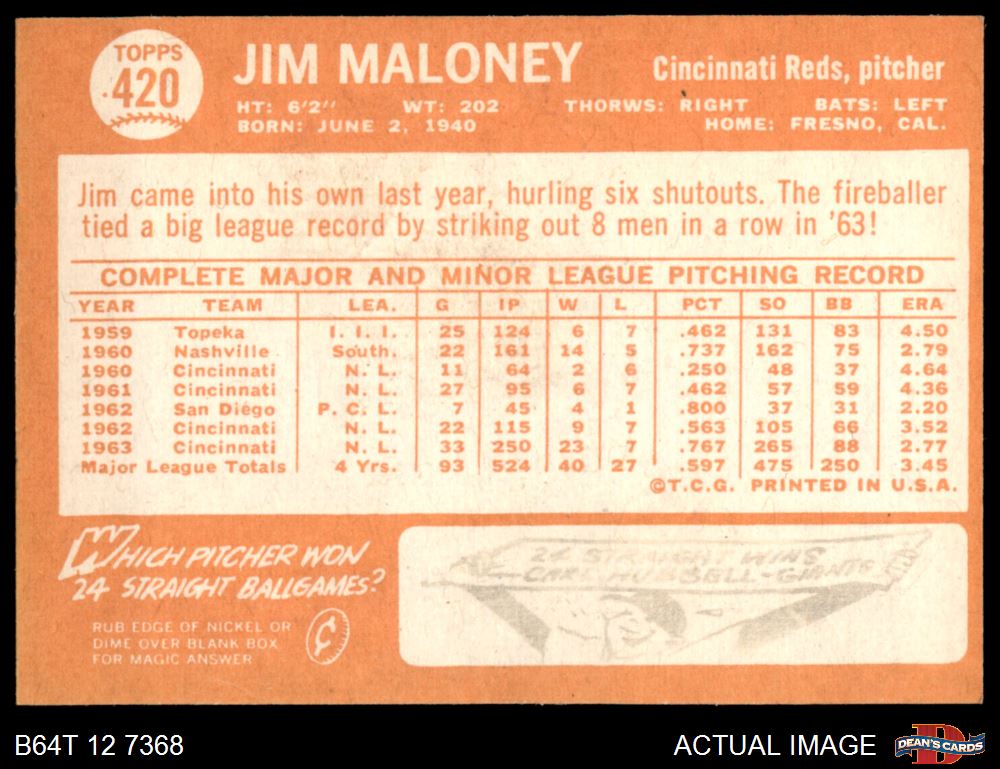 TOPPS
420
JIM MALONEY
Cincinnati Reds, pitcher
HT: 6'2" WT: 202 THORWS: RIGHT BATS: LEFT
BORN: JUNE 2, 1940 HOME: FRESNO, CAL.
Jim came into his own last year, hurling six shutouts. The fireballer
tied a big league record by striking out 8 men in a row in '63!
COMPLETE MAJOR AND MINOR LEAGUE PITCHING RECORD
YEAR TEAM LEA. G IP W L PCT SO BB ERA
1959 Topeka I. I. I. 25 124 6 7 .462 131 83 4.50
1960 Nashville South. 22 161 14 5 .737 162 75 2.79
1960 Cincinnati N. L. 11 64 2 6 .250 48 37 4.64
1961 Cincinnati N. L. 27 95 6 7 .462 57 59 4.36
1962 San Diego P. C. L. 7 45 4 1 .800 37 31 2.20
1962 Cincinnati N. L. 22 115 9 7 .563 105 66 3.52
1963 Cincinnati N. L. 33 250 23 7 .767 265 88 2.77
Major League Totals 4 Yrs. 93 524 40 27 .597 475 250 3.45
©T.C.G. PRINTED IN U.S.A.
WHICH PITCHER WON
24 STRAIGHT BALLGAMES?
RUB EDGE OF NICKEL OR
DIME OVER BLANK BOX
FOR MAGIC ANSWER
¢
24 STRAIGHT WINS
CARL HUBBELL-GIANTS
B64T 12 7368
ACTUAL IMAGE
DEAN'S CARDS